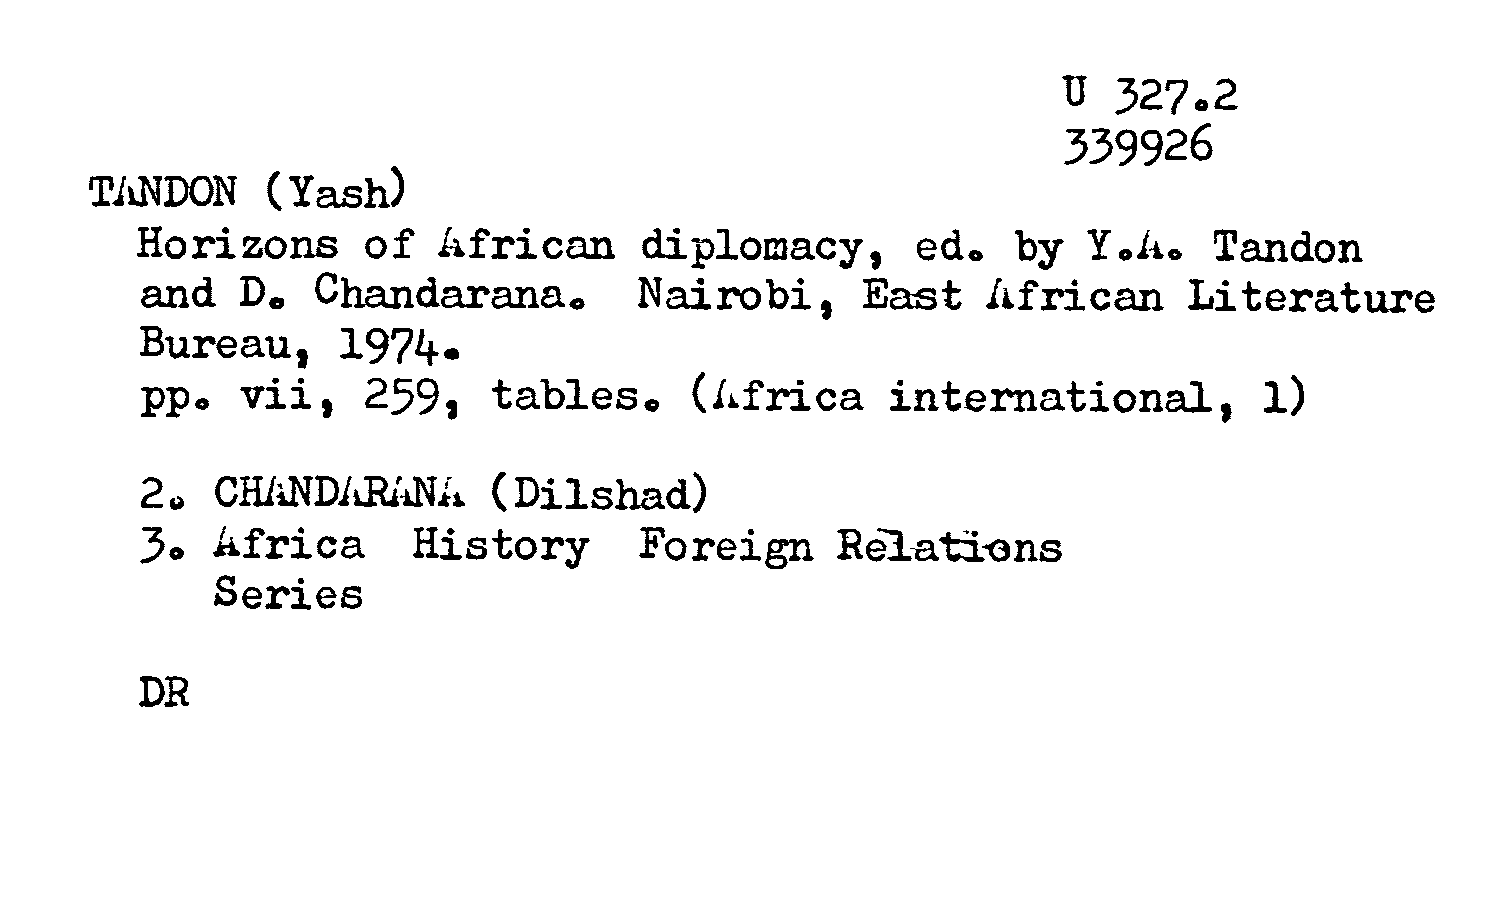 U 327.2
339926
TANDON (Yash)
Horizons of African diplomacy, ed. by Y.A. Tandon
and D. Chandarana. Nairobi, East African Literature
Bureau, 1974.
pp. vii, 259, tables. (Africa international, 1)
2. CHANDARANA (Dilshad)
3. Africa History Foreign Relations
Series
DR